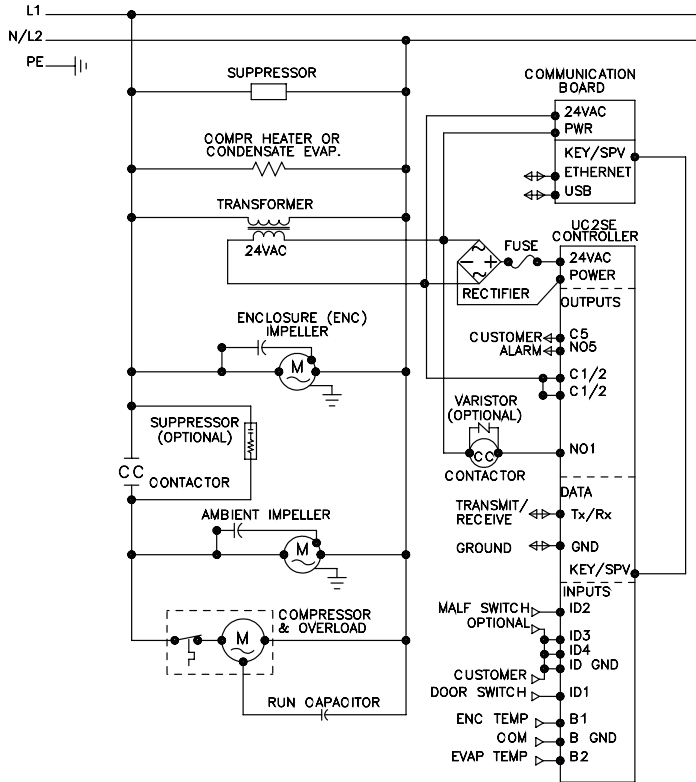 L1
N/L2
PE
SUPPRESSOR
COMPR HEATER OR
CONDENSATE EVAP.
TRANSFORMER
24VAC
COMMUNICATION
BOARD
24VAC
PWR
KEY/SPV
ETHERNET
USB
UC2SE
CONTROLLER
FUSE
RECTIFIER
24VAC
POWER
OUTPUTS
ENCLOSURE (ENC)
IMPELLER
M
CUSTOMER
ALARM
C5
NO5
C1/2
C1/2
SUPPRESSOR
(OPTIONAL)
CC
CONTACTOR
VARISTOR
(OPTIONAL)
CC
CONTACTOR
NO1
DATA
TRANSMIT/
RECEIVE
Tx/Rx
GROUND
GND
KEY/SPV
AMBIENT IMPELLER
M
INPUTS
COMPRESSOR
& OVERLOAD
M
RUN CAPACITOR
MALF SWITCH
OPTIONAL
ID2
ID3
ID4
ID GND
CUSTOMER
DOOR SWITCH
ID1
ENC TEMP
B1
COM
B GND
EVAP TEMP
B2